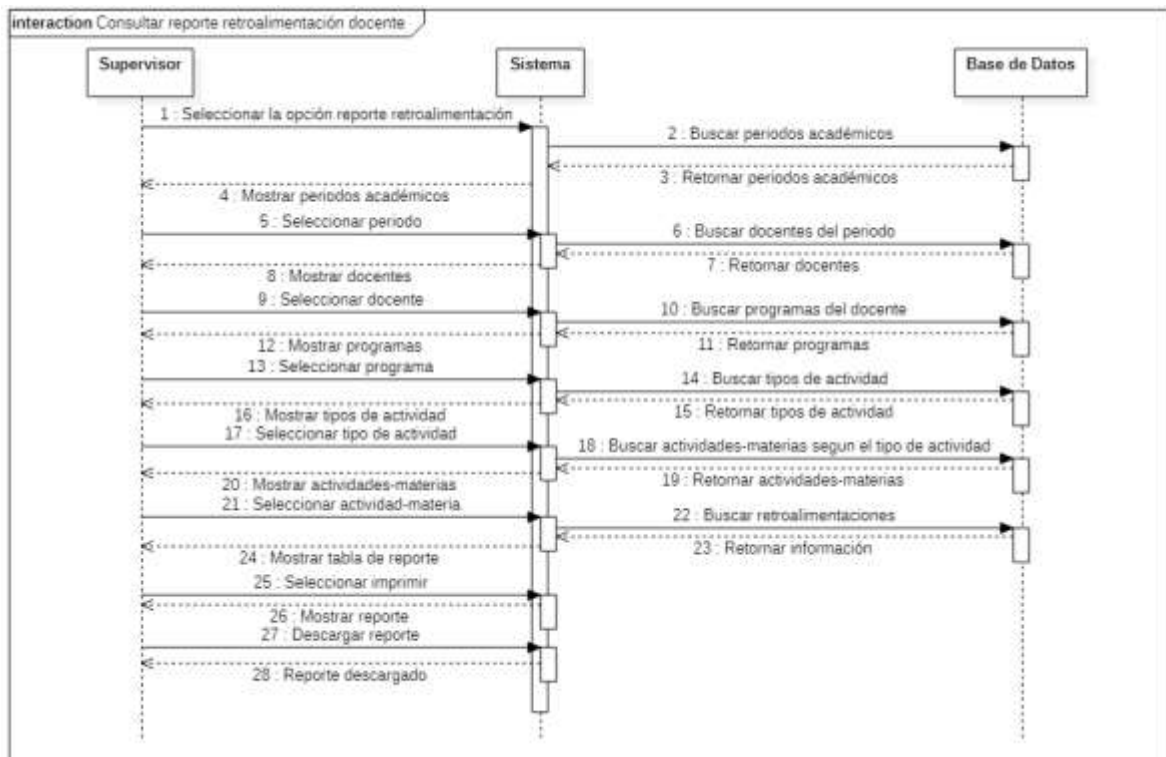 interaction Consultar reporte retroalimentación docente
Supervisor
Sistema
Base de Datos
1 : Seleccionar la opción reporte retroalimentación
2 : Buscar periodos académicos
3 : Retornar periodos académicos
4 : Mostrar periodos académicos
5 : Seleccionar periodo
6 : Buscar docentes del periodo
7 : Retornar docentes
8 : Mostrar docentes
9 : Seleccionar docente
10 : Buscar programas del docente
11 : Retornar programas
12 : Mostrar programas
13 : Seleccionar programa
14 : Buscar tipos de actividad
15 : Retornar tipos de actividad
16 : Mostrar tipos de actividad
17 : Seleccionar tipo de actividad
18 : Buscar actividades-materias segun el tipo de actividad
19 : Retornar actividades-materias
20 : Mostrar actividades-materias
21 : Seleccionar actividad-materia
22 : Buscar retroalimentaciones
23 : Retornar información
24 : Mostrar tabla de reporte
25 : Seleccionar imprimir
26 : Mostrar reporte
27 : Descargar reporte
28 : Reporte descargado